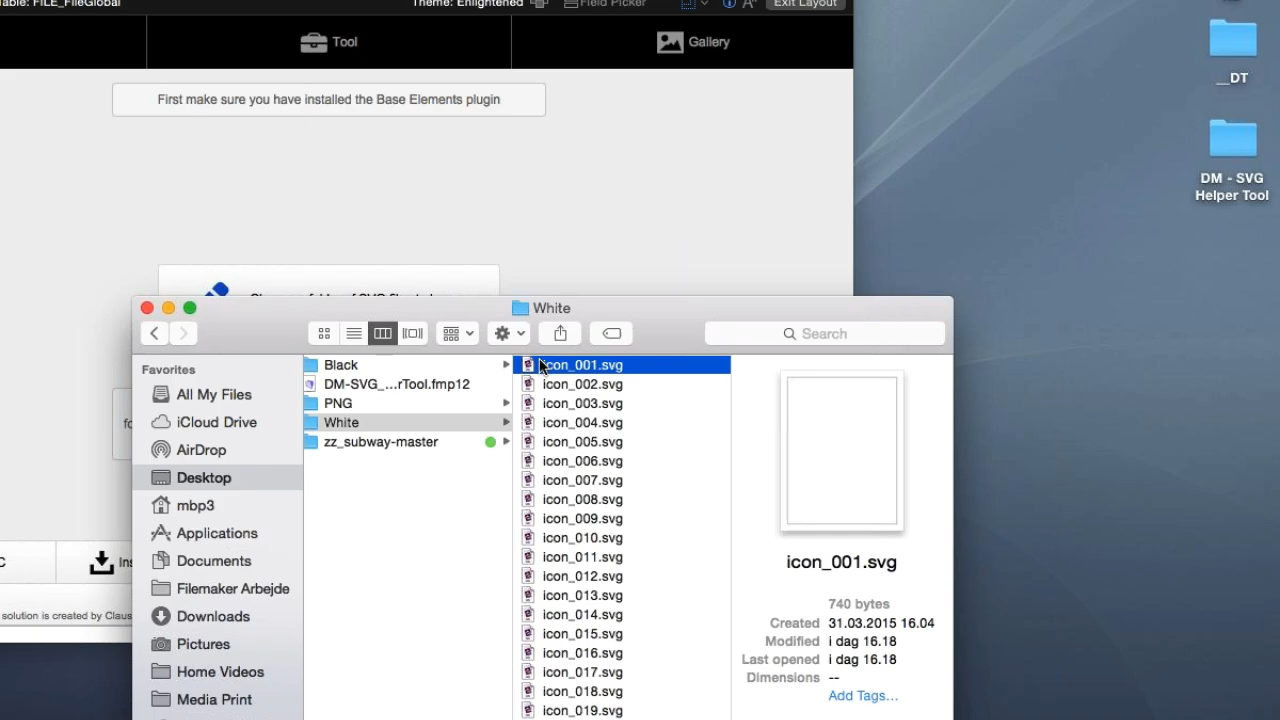 Table: FILE_FileGlobal
Theme: Enlightened
Field Picker
Exit Layout
Tool
Gallery
First make sure you have installed the Base Elements plugin
__DT
DM - SVG
Helper Tool
White
Search
Favorites
All My Files
iCloud Drive
AirDrop
Desktop
mbp3
Applications
Documents
Filemaker Arbejde
Downloads
Pictures
Home Videos
Media Print
Black
DM-SVG_...rTool.fmp12
PNG
White
zz_subway-master
icon_001.svg
icon_002.svg
icon_003.svg
icon_004.svg
icon_005.svg
icon_006.svg
icon_007.svg
icon_008.svg
icon_009.svg
icon_010.svg
icon_011.svg
icon_012.svg
icon_013.svg
icon_014.svg
icon_015.svg
icon_016.svg
icon_017.svg
icon_018.svg
icon_019.svg
icon_001.svg
740 bytes
Created 31.03.2015 16.04
Modified i dag 16.18
Last opened i dag 16.18
Dimensions --
Add Tags...
solution is created by Claus